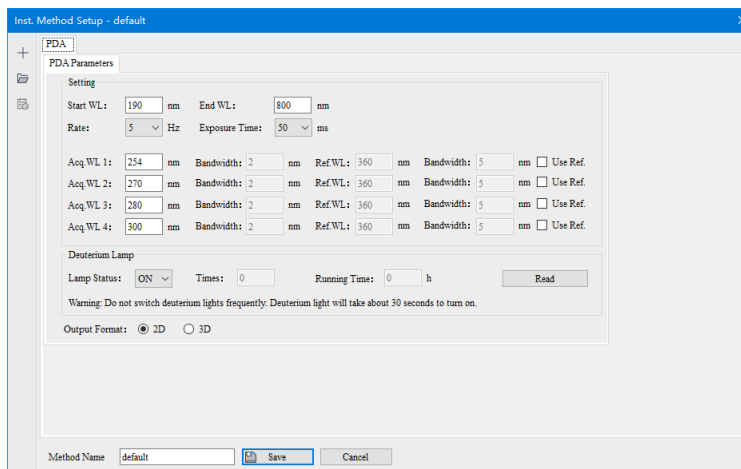 Inst. Method Setup - default
PDA
PDA Parameters
Setting
Start WL: 190 nm End WL: 800 nm
Rate: 5 Hz Exposure Time: 50 ms
Acq.WL 1: 254 nm Bandwidth: 2 nm Ref.WL: 360 nm Bandwidth: 5 nm Use Ref.
Acq.WL 2: 270 nm Bandwidth: 2 nm Ref.WL: 360 nm Bandwidth: 5 nm Use Ref.
Acq.WL 3: 280 nm Bandwidth: 2 nm Ref.WL: 360 nm Bandwidth: 5 nm Use Ref.
Acq.WL 4: 300 nm Bandwidth: 2 nm Ref.WL: 360 nm Bandwidth: 5 nm Use Ref.
Deuterium Lamp
Lamp Status: ON Times: 0 Running Time: 0 h Read
Warning: Do not switch deuterium lights frequently. Deuterium light will take about 30 seconds to turn on.
Output Format: 2D 3D
Method Name default Save Cancel